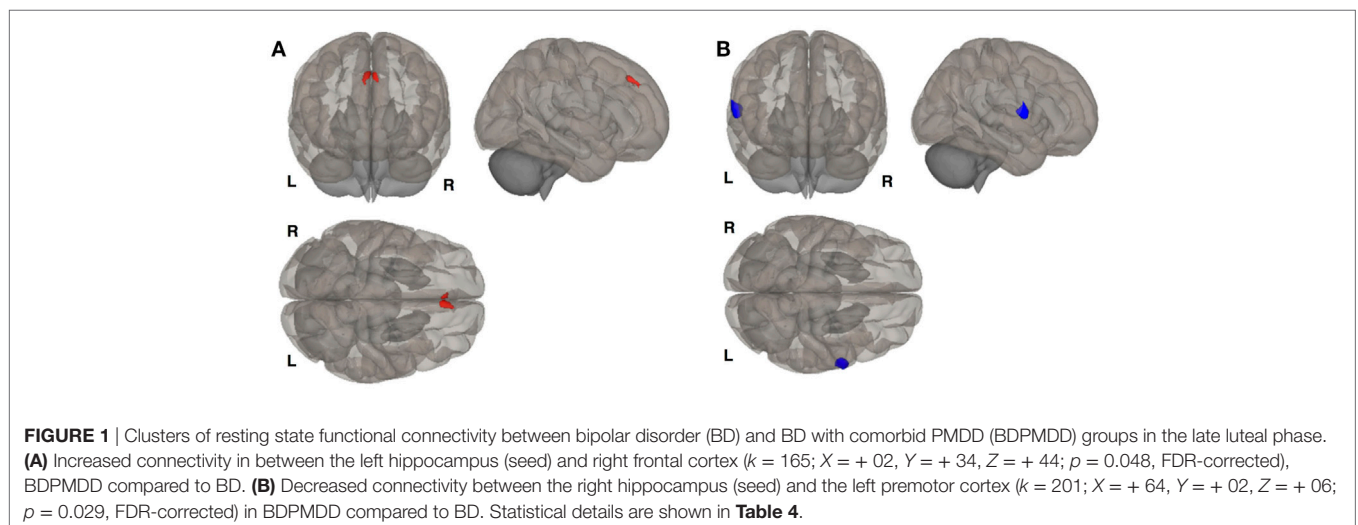 A
B
L
R
L
R
R
R
L
L
FIGURE 1 | Clusters of resting state functional connectivity between bipolar disorder (BD) and BD with comorbid PMDD (BDPMDD) groups in the late luteal phase.
(A) Increased connectivity in between the left hippocampus (seed) and right frontal cortex (k = 165; X = + 02, Y = + 34, Z = + 44; p = 0.048, FDR-corrected),
BDPMDD compared to BD. (B) Decreased connectivity between the right hippocampus (seed) and the left premotor cortex (k = 201; X = + 64, Y = + 02, Z = + 06;
p = 0.029, FDR-corrected) in BDPMDD compared to BD. Statistical details are shown in Table 4.